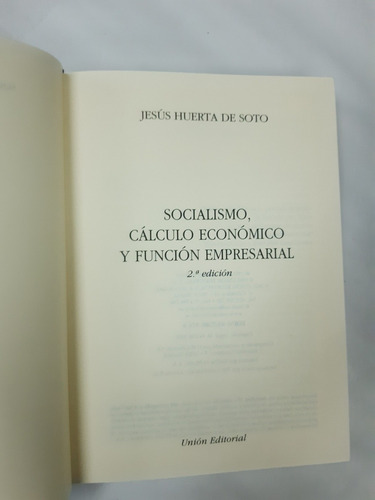 JESÚS HUERTA DE SOTO
SOCIALISMO,
CÁLCULO ECONÓMICO
Y FUNCIÓN EMPRESARIAL
2.ª edición
Unión Editorial